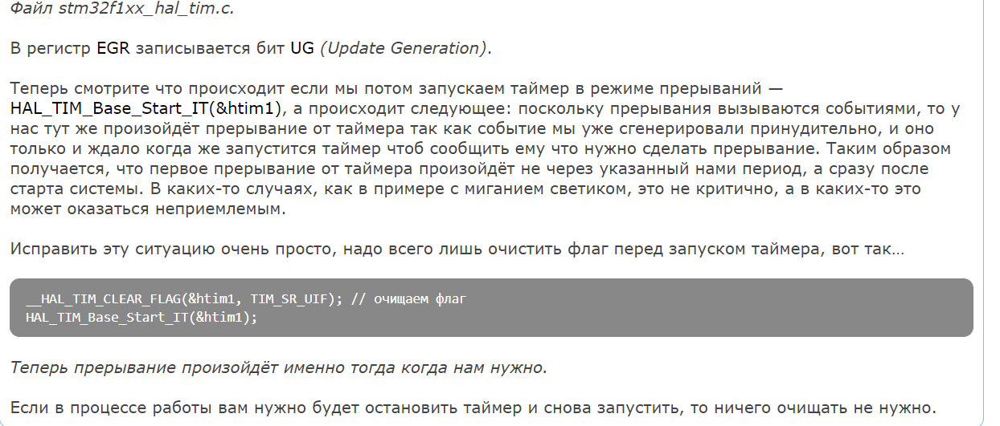 Файл stm32f1xx_hal_tim.c.
В регистр EGR записывается бит UG (Update Generation).
Теперь смотрите что происходит если мы потом запускаем таймер в режиме прерываний —
HAL_TIM_Base_Start_IT(&htim1), а происходит следующее: поскольку прерывания вызываются событиями, то у
нас тут же произойдёт прерывание от таймера так как событие мы уже сгенерировали принудительно, и оно
только и ждало когда же запустится таймер чтоб сообщить ему что нужно сделать прерывание. Таким образом
получается, что первое прерывание от таймера произойдёт не через указанный нами период, а сразу после
старта системы. В каких-то случаях, как в примере с миганием светиком, это не критично, а в каких-то это
может оказаться неприемлемым.
Исправить эту ситуацию очень просто, надо всего лишь очистить флаг перед запуском таймера, вот так…
__HAL_TIM_CLEAR_FLAG(&htim1, TIM_SR_UIF); // очищаем флаг
HAL_TIM_Base_Start_IT(&htim1);
Теперь прерывание произойдёт именно тогда когда нам нужно.
Если в процессе работы вам нужно будет остановить таймер и снова запустить, то ничего очищать не нужно.